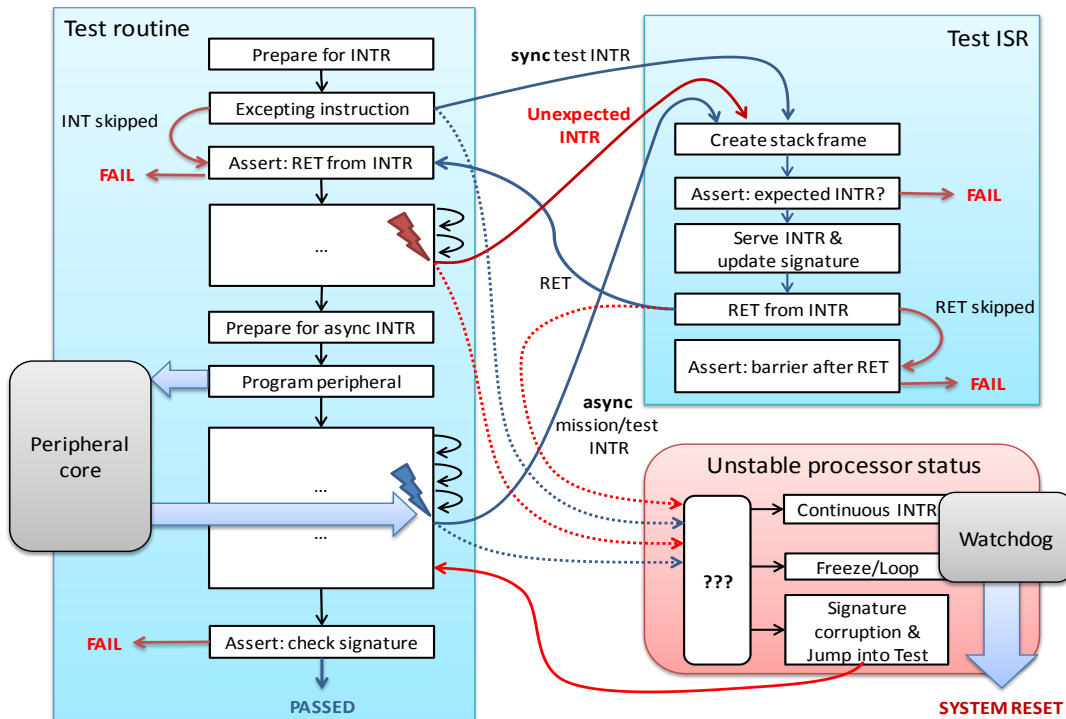 Test routine
Prepare for INTR
Excepting instruction
INT skipped
Assert: RET from INTR
FAIL
...
Prepare for async INTR
Program peripheral
Peripheral
core
...
...
Assert: check signature
FAIL
PASSED
sync test INTR
Unexpected
INTR
RET
async
mission/test
INTR
Test ISR
Create stack frame
Assert: expected INTR?
FAIL
Serve INTR &
update signature
RET from INTR
RET skipped
Assert: barrier after RET
FAIL
Unstable processor status
???
Continuous INTR
Freeze/Loop
Signature
corruption &
Jump into Test
Watchdog
SYSTEM RESET